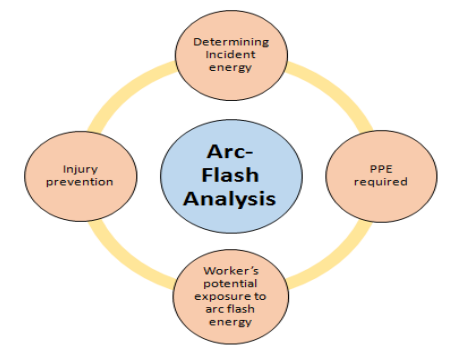 Determining
Incident
energy
Arc-
Flash
Analysis
Injury
prevention
PPE
required
Worker’s
potential
exposure to
arc flash
energy